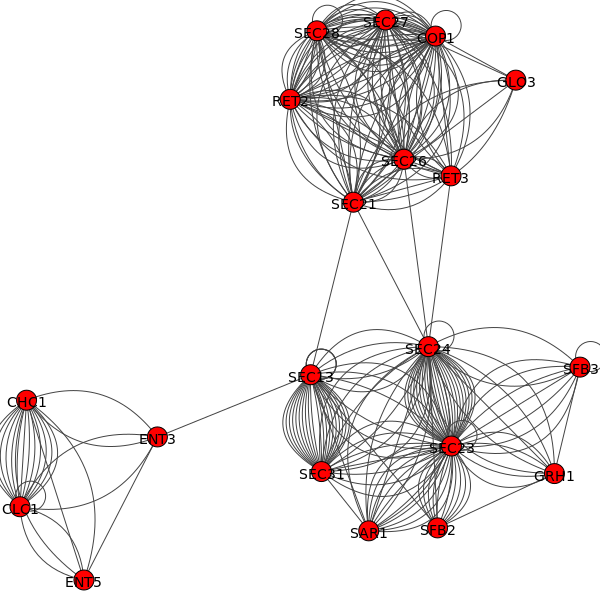 SEC27
SEC28
COP1
GLO3
RET2
SEC26
RET3
SEC21
SEC24
SFB3
SEC13
CHC1
ENT3
SEC23
SEC31
GRH1
CLC1
SFB2
SAR1
ENT5